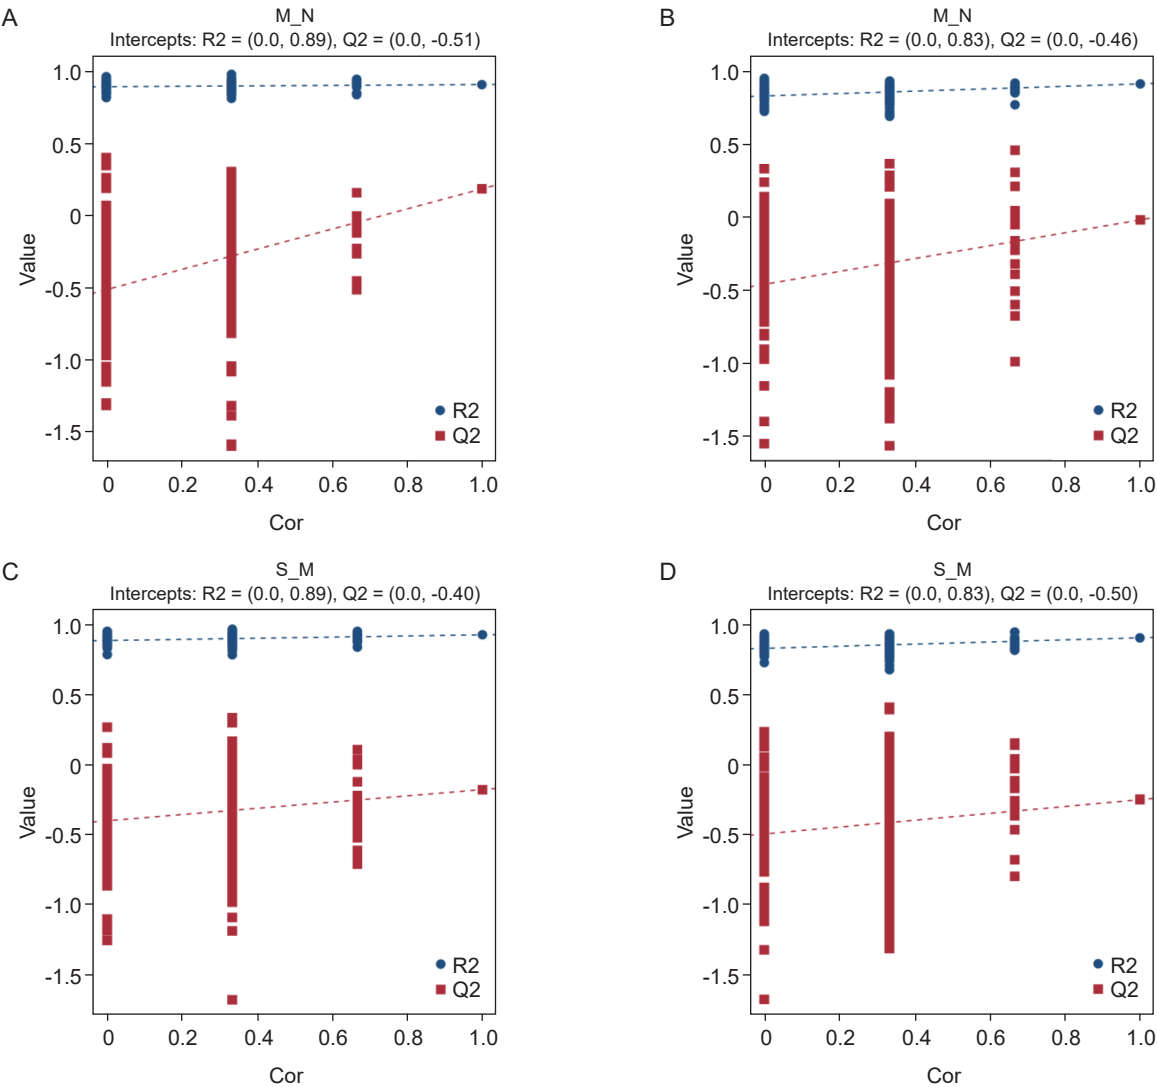 A
M_N
Intercepts: R2 = (0.0, 0.89), Q2 = (0.0, -0.51)
1.0
0.5
0
-0.5
-1.0
-1.5
Value
R2
Q2
0 0.2 0.4 0.6 0.8 1.0
Cor
B
M_N
Intercepts: R2 = (0.0, 0.83), Q2 = (0.0, -0.46)
1.0
0.5
0
-0.5
-1.0
-1.5
Value
R2
Q2
0 0.2 0.4 0.6 0.8 1.0
Cor
C
S_M
Intercepts: R2 = (0.0, 0.89), Q2 = (0.0, -0.40)
1.0
0.5
0
-0.5
-1.0
-1.5
Value
R2
Q2
0 0.2 0.4 0.6 0.8 1.0
Cor
D
S_M
Intercepts: R2 = (0.0, 0.83), Q2 = (0.0, -0.50)
1.0
0.5
0
-0.5
-1.0
-1.5
Value
R2
Q2
0 0.2 0.4 0.6 0.8 1.0
Cor